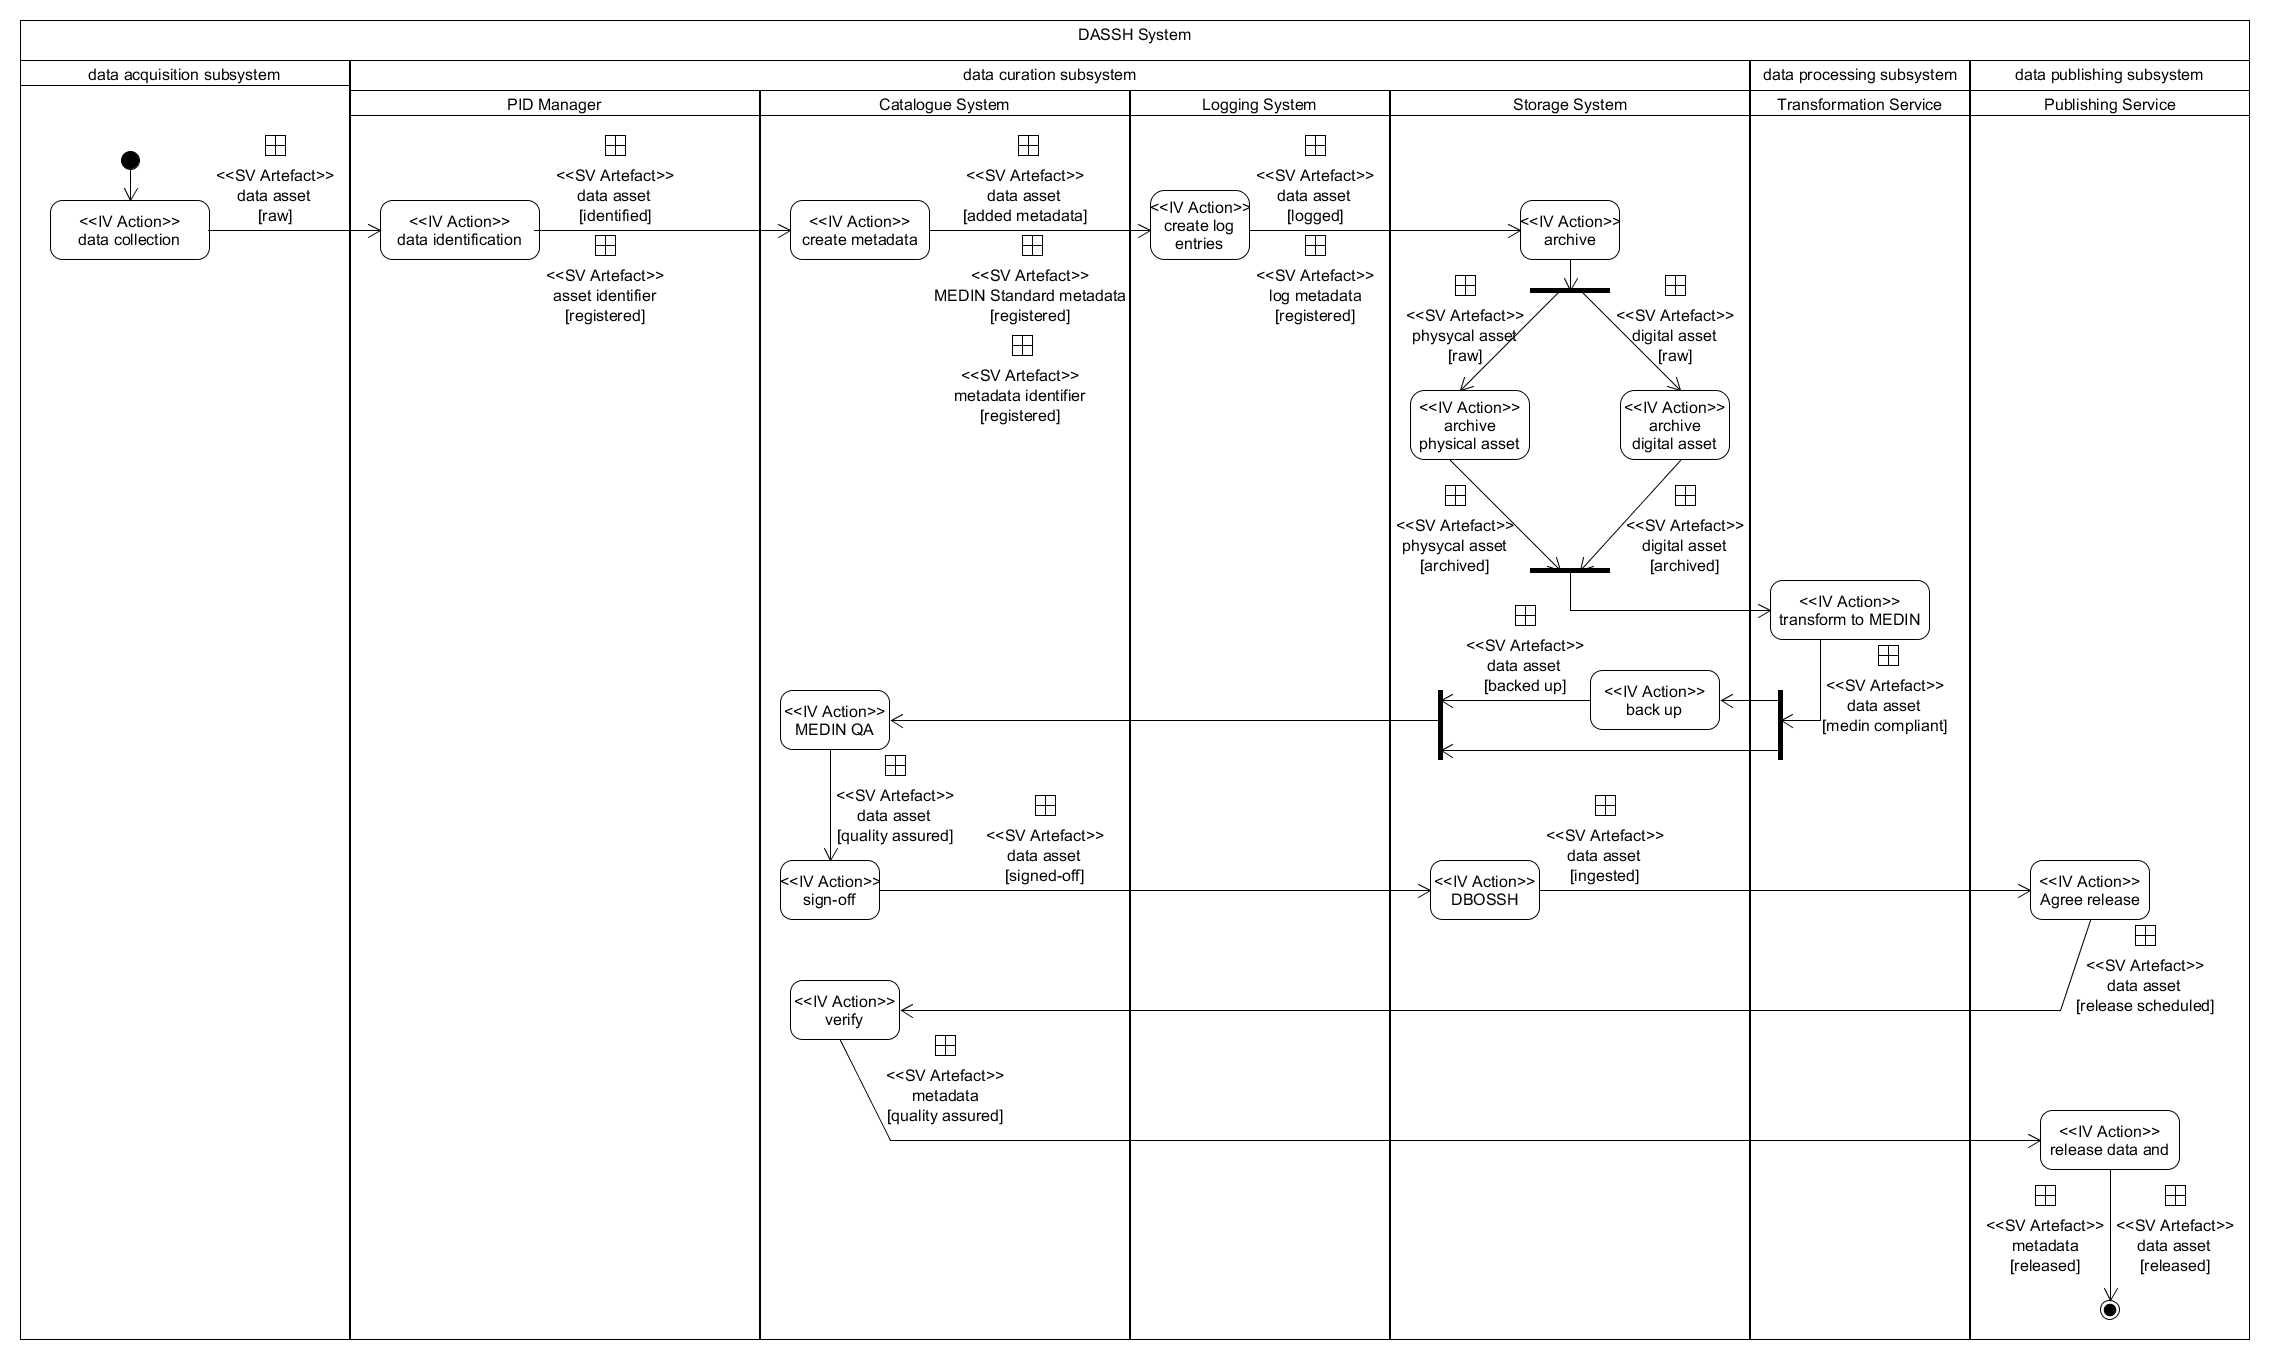 DASSH System
data acquisition subsystem
data curation subsystem
data processing subsystem
data publishing subsystem
PID Manager
Catalogue System
Logging System
Storage System
Transformation Service
Publishing Service
<<SV Artefact>>
data asset
[raw]
<<SV Artefact>>
data asset
[identified]
<<SV Artefact>>
data asset
[added metadata]
<<SV Artefact>>
data asset
[logged]
<<IV Action>>
data collection
<<IV Action>>
data identification
<<IV Action>>
create metadata
<<IV Action>>
create log
entries
<<IV Action>>
archive
<<SV Artefact>>
asset identifier
[registered]
<<SV Artefact>>
MEDIN Standard metadata
[registered]
<<SV Artefact>>
log metadata
[registered]
<<SV Artefact>>
metadata identifier
[registered]
<<SV Artefact>>
physycal asset
[raw]
<<SV Artefact>>
digital asset
[raw]
<<IV Action>>
archive
physical asset
<<IV Action>>
archive
digital asset
<<SV Artefact>>
physycal asset
[archived]
<<SV Artefact>>
digital asset
[archived]
<<IV Action>>
transform to MEDIN
<<SV Artefact>>
data asset
[backed up]
<<IV Action>>
back up
<<SV Artefact>>
data asset
[medin compliant]
<<IV Action>>
MEDIN QA
<<SV Artefact>>
data asset
[quality assured]
<<SV Artefact>>
data asset
[signed-off]
<<SV Artefact>>
data asset
[ingested]
<<IV Action>>
sign-off
<<IV Action>>
DBOSSH
<<IV Action>>
Agree release
<<SV Artefact>>
data asset
[release scheduled]
<<IV Action>>
verify
<<SV Artefact>>
metadata
[quality assured]
<<IV Action>>
release data and
<<SV Artefact>>
metadata
[released]
<<SV Artefact>>
data asset
[released]